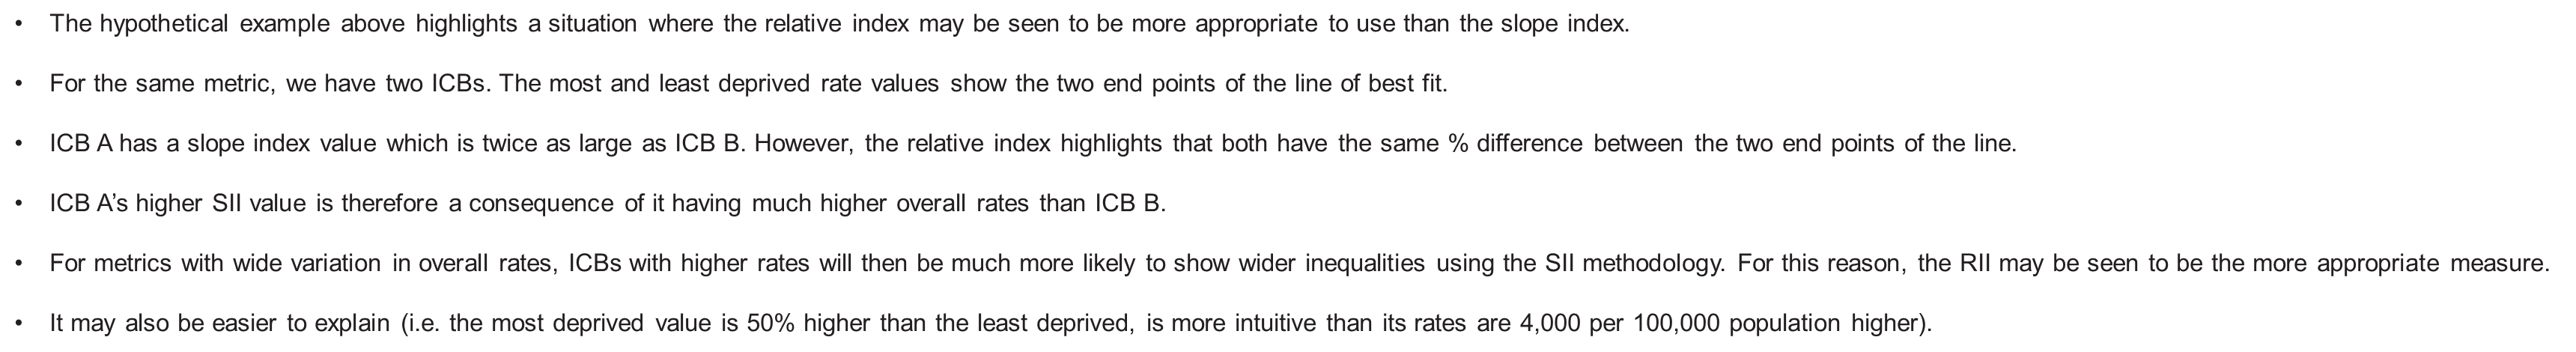 • The hypothetical example above highlights a situation where the relative index may be seen to be more appropriate to use than the slope index.
• For the same metric, we have two ICBs. The most and least deprived rate values show the two end points of the line of best fit.
• ICB A has a slope index value which is twice as large as ICB B. However, the relative index highlights that both have the same % difference between the two end points of the line.
• ICB A’s higher SII value is therefore a consequence of it having much higher overall rates than ICB B.
• For metrics with wide variation in overall rates, ICBs with higher rates will then be much more likely to show wider inequalities using the SII methodology. For this reason, the RII may be seen to be the more appropriate measure.
• It may also be easier to explain (i.e. the most deprived value is 50% higher than the least deprived, is more intuitive than its rates are 4,000 per 100,000 population higher).